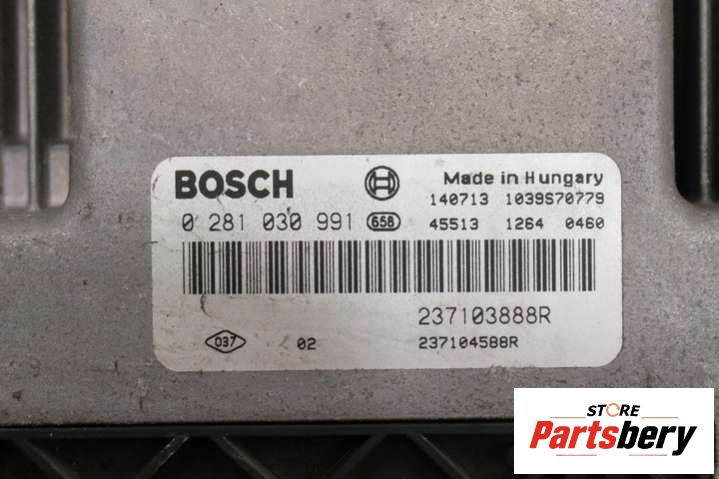 BOSCH
Made in Hungary
140713 1039S70779
0 281 030 991 658
45513 1264 0460
237103888R
037 02 237104588R
STORE
Partsbery